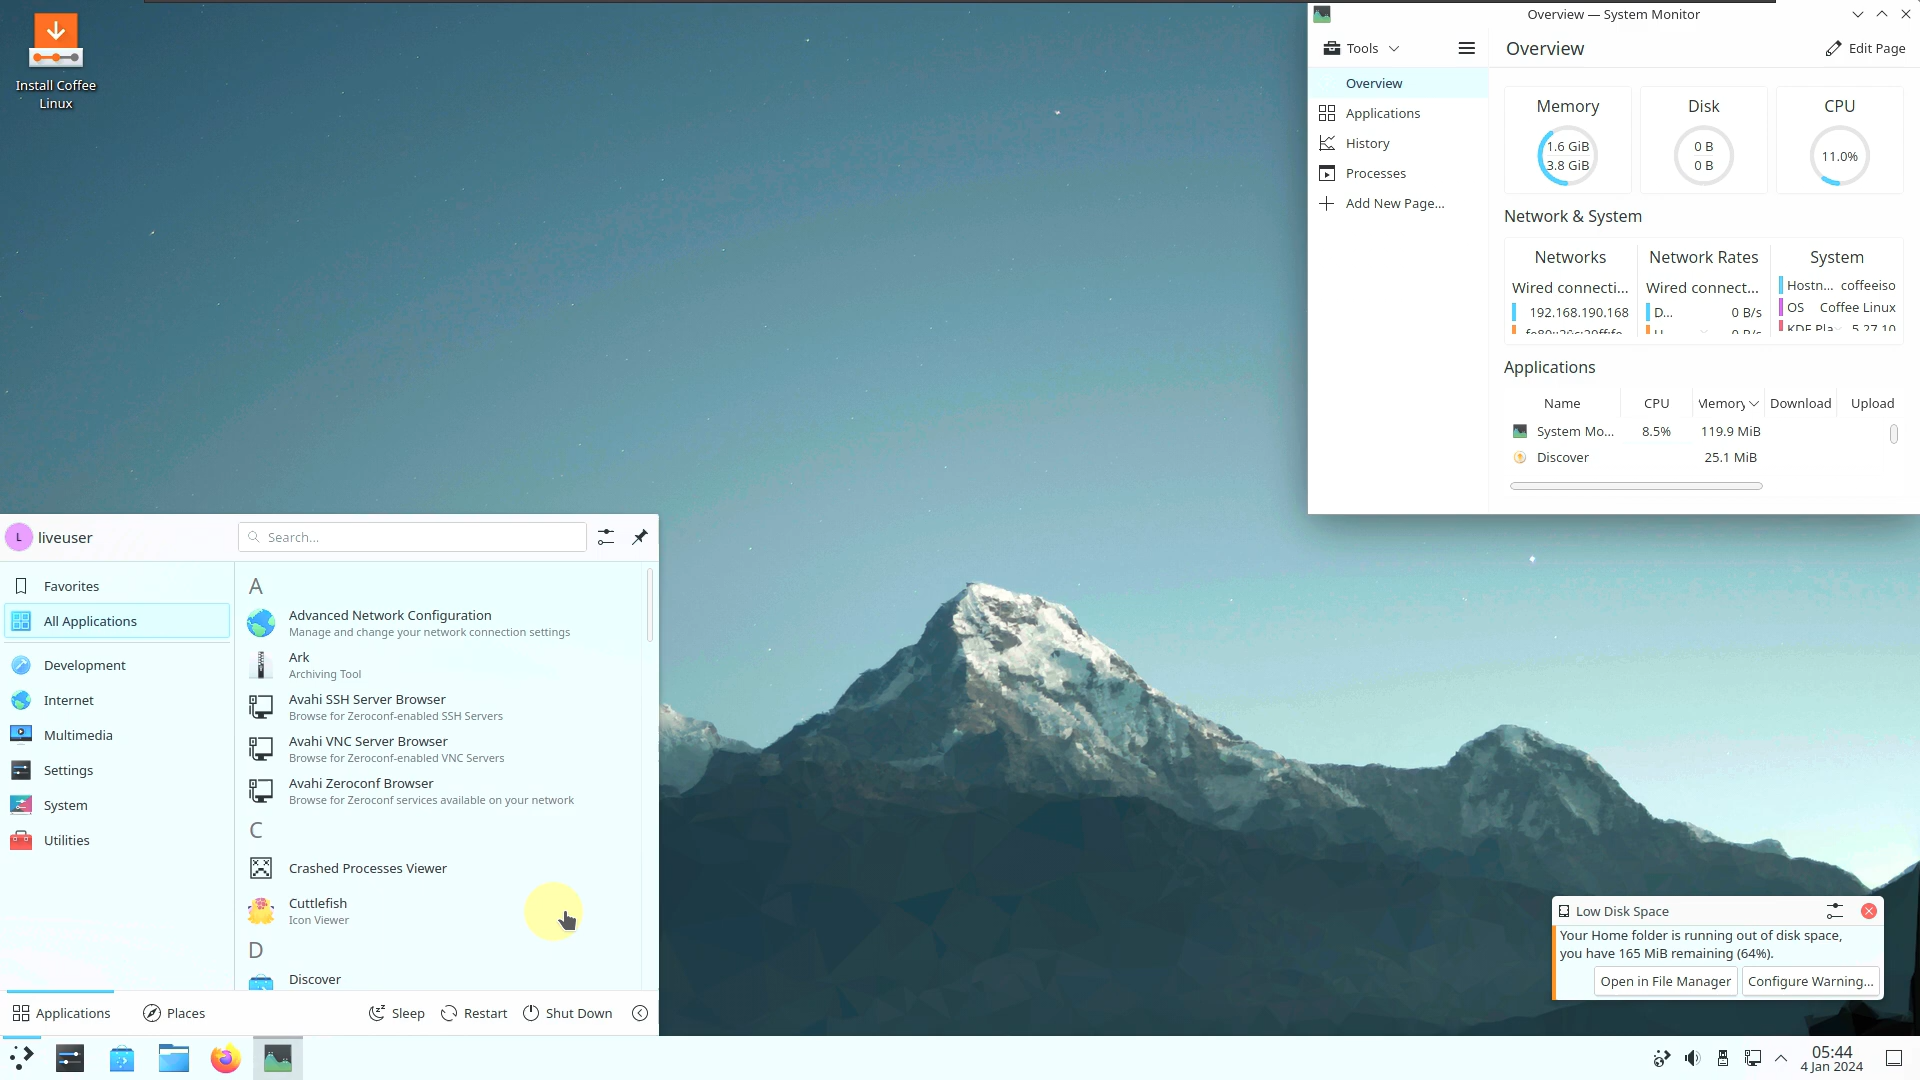 Install Coffee
Linux
Overview — System Monitor
Tools
Overview
Edit Page
Overview
Applications
History
Processes
Add New Page...
Memory
1.6 GiB
3.8 GiB
Disk
0 B
0 B
CPU
11.0%
Network & System
Networks
Wired connecti...
192.168.190.168
Network Rates
Wired connect...
D... 0 B/s
0 B/s
System
Hostn... coffeeiso
OS Coffee Linux
KDE Pla 5.27.10
Applications
Name CPU Memory Download Upload
System Mo... 8.5% 119.9 MiB
Discover 25.1 MiB
L liveuser
Search...
Favorites
All Applications
Development
Internet
Multimedia
Settings
System
Utilities
A
Advanced Network Configuration
Manage and change your network connection settings
Ark
Archiving Tool
Avahi SSH Server Browser
Browse for Zeroconf-enabled SSH Servers
Avahi VNC Server Browser
Browse for Zeroconf-enabled VNC Servers
Avahi Zeroconf Browser
Browse for Zeroconf services available on your network
C
Crashed Processes Viewer
Cuttlefish
Icon Viewer
D
Discover
Applications
Places
Sleep
Restart
Shut Down
Low Disk Space
Your Home folder is running out of disk space,
you have 165 MiB remaining (64%).
Open in File Manager
Configure Warning...
05:44
4 Jan 2024